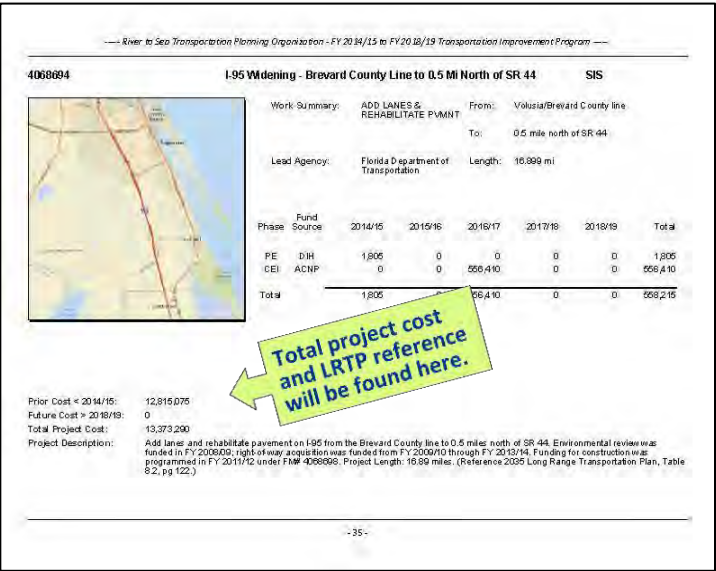 ---- River to Sea Transportation Planning Organization - FY 2014/15 to FY 2018/19 Transportation Improvement Program ----
4068694 I-95 Widening - Brevard County Line to 0.5 Mi North of SR 44 SIS
Work Summary: ADD LANES & REHABILITATE PVMNT From: Volusia/Brevard County line
To: 0.5 mile north of SR 44
Lead Agency: Florida Department of Transportation Length: 16.899 mi
Phase Fund Source 2014/15 2015/16 2016/17 2017/18 2018/19 Total
PE DIH 1,805 0 0 0 0 1,805
CEI ACNP 0 0 556,410 0 0 556,410
Total 1,805 0 56,410 0 0 558,215
Total project cost
and LRTP reference
will be found here.
Prior Cost < 2014/15: 12,815,075
Future Cost > 2018/19: 0
Total Project Cost: 13,373,290
Project Description: Add lanes and rehabilitate pavement on I-95 from the Brevard County line to 0.5 miles north of SR 44. Environmental review was
funded in FY 2008/09; right-of-way acquisition was funded from FY 2009/10 through FY 2013/14. Funding for construction was
programmed in FY 2011/12 under FM# 4068698. Project Length: 16.89 miles. (Reference 2035 Long Range Transportation Plan, Table
8.2, pg 122.)
-35-